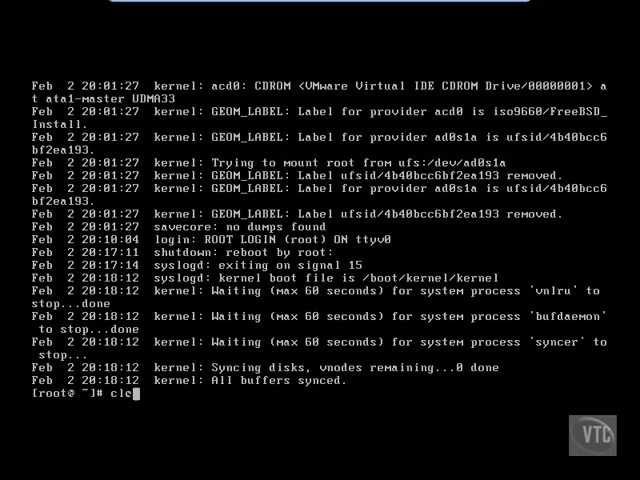 Feb  2 20:01:27  kernel: acd0: CDROM <VMware Virtual IDE CDROM Drive/00000001> a
t ata1-master UDMA33
Feb  2 20:01:27  kernel: GEOM_LABEL: Label for provider acd0 is iso9660/FreeBSD_
Install.
Feb  2 20:01:27  kernel: GEOM_LABEL: Label for provider ad0s1a is ufsid/4b40bcc6
bf2ea193.
Feb  2 20:01:27  kernel: Trying to mount root from ufs:/dev/ad0s1a
Feb  2 20:01:27  kernel: GEOM_LABEL: Label ufsid/4b40bcc6bf2ea193 removed.
Feb  2 20:01:27  kernel: GEOM_LABEL: Label for provider ad0s1a is ufsid/4b40bcc6
bf2ea193.
Feb  2 20:01:27  kernel: GEOM_LABEL: Label ufsid/4b40bcc6bf2ea193 removed.
Feb  2 20:01:27  savecore: no dumps found
Feb  2 20:10:04  login: ROOT LOGIN (root) ON ttyv0
Feb  2 20:17:11  shutdown: reboot by root:
Feb  2 20:17:14  syslogd: exiting on signal 15
Feb  2 20:18:12  syslogd: kernel boot file is /boot/kernel/kernel
Feb  2 20:18:12  kernel: Waiting (max 60 seconds) for system process 'vnlru' to
stop...done
Feb  2 20:18:12  kernel: Waiting (max 60 seconds) for system process 'bufdaemon'
 to stop...done
Feb  2 20:18:12  kernel: Waiting (max 60 seconds) for system process 'syncer' to
 stop...
Feb  2 20:18:12  kernel: Syncing disks, vnodes remaining...0 done
Feb  2 20:18:12  kernel: All buffers synced.
[root@ ~]# cle
VTC